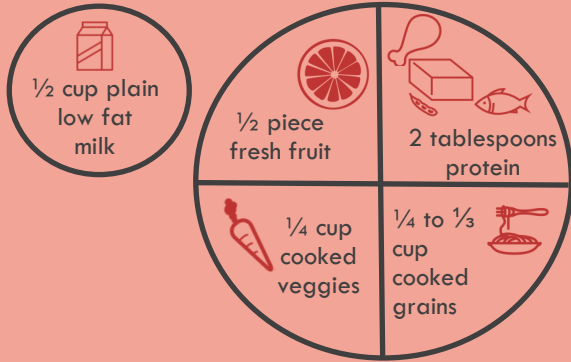 ½ cup plain
low fat
milk
½ piece
fresh fruit
2 tablespoons
protein
¼ cup
cooked
veggies
¼ to ⅓
cup
cooked
grains